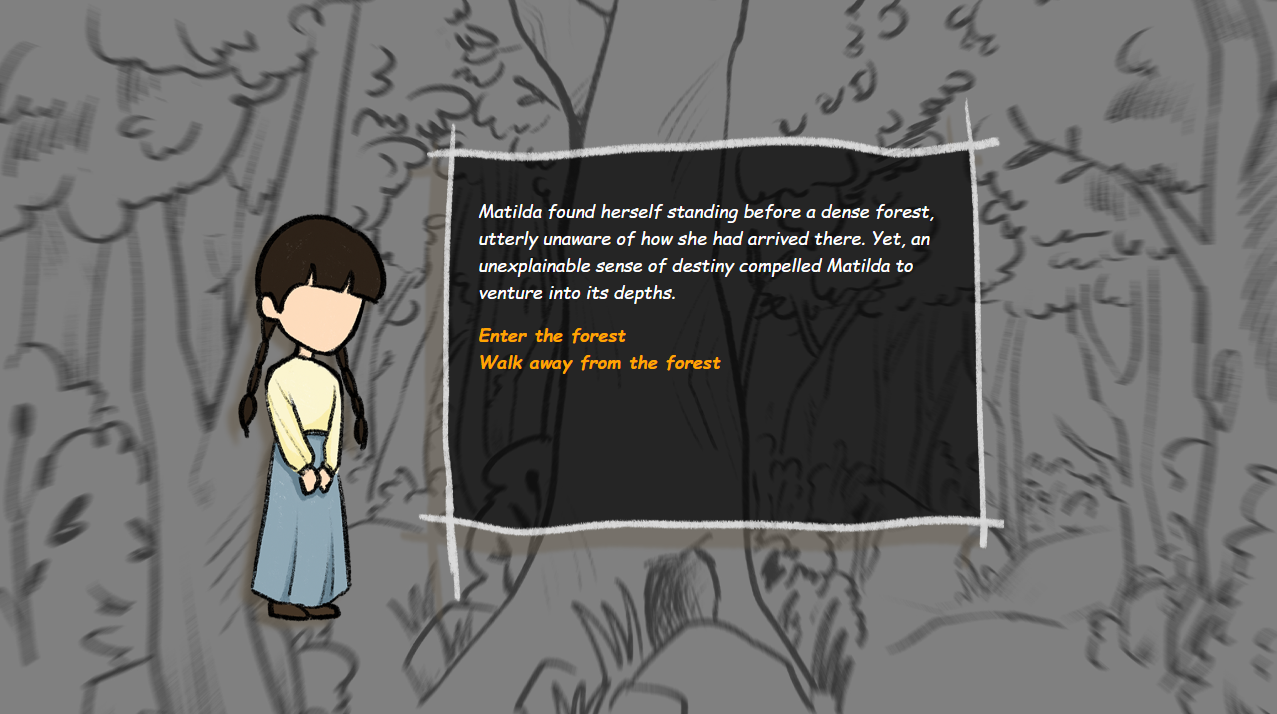 Matilda found herself standing before a dense forest,
utterly unaware of how she had arrived there. Yet, an
unexplainable sense of destiny compelled Matilda to
venture into its depths.
Enter the forest
Walk away from the forest